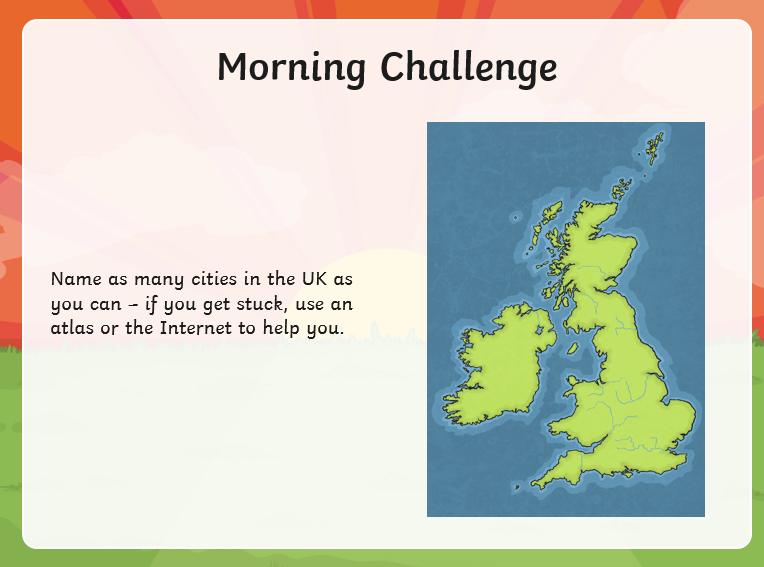 Morning Challenge
Name as many cities in the UK as
you can – if you get stuck, use an
atlas or the Internet to help you.